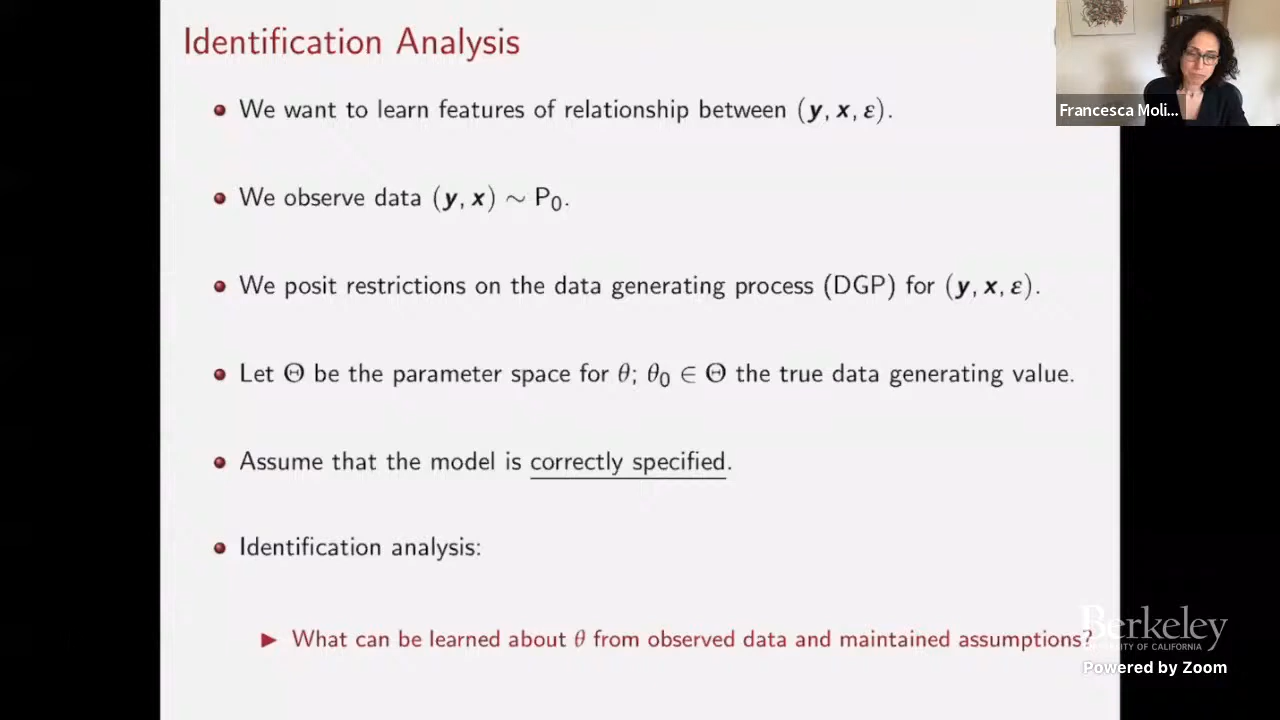 Identification Analysis
We want to learn features of relationship between (y, x, ε).
We observe data (y, x) ∼ P₀.
We posit restrictions on the data generating process (DGP) for (y, x, ε).
Let Θ be the parameter space for θ; θ₀ ∈ Θ the true data generating value.
Assume that the model is correctly specified.
Identification analysis:
What can be learned about θ from observed data and maintained assumptions?
Francesca Moli...
Berkeley
UNIVERSITY OF CALIFORNIA
Powered by Zoom